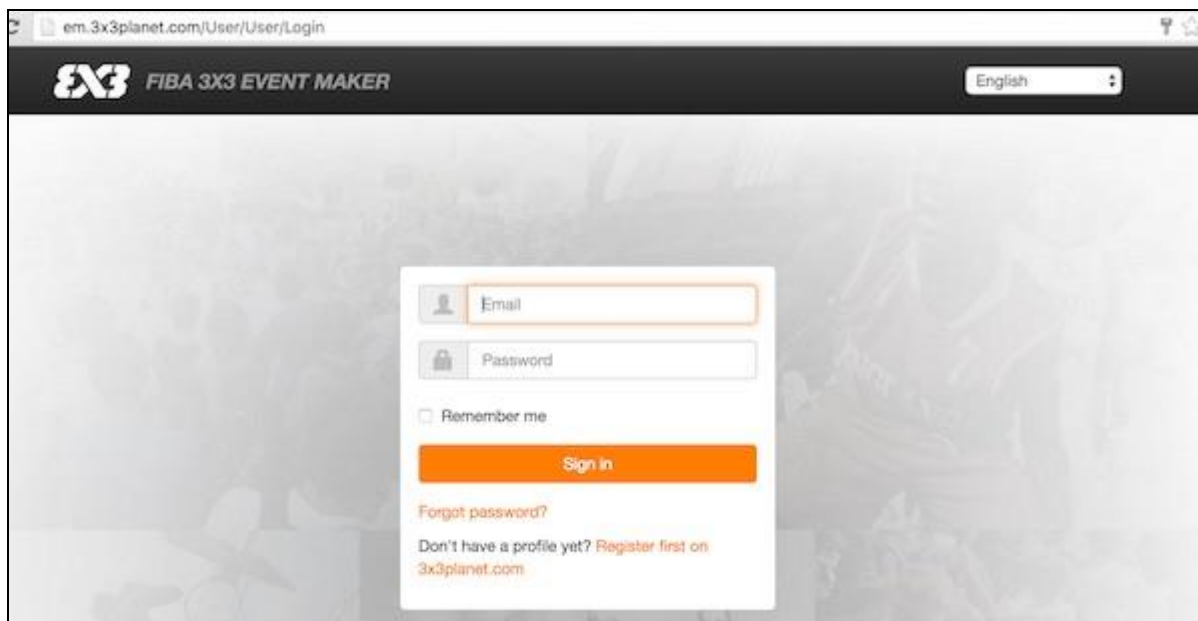 em.3x3planet.com/User/User/Login
3X3 FIBA 3X3 EVENT MAKER
English
Email
Password
Remember me
Sign in
Forgot password?
Don't have a profile yet? Register first on
3x3planet.com